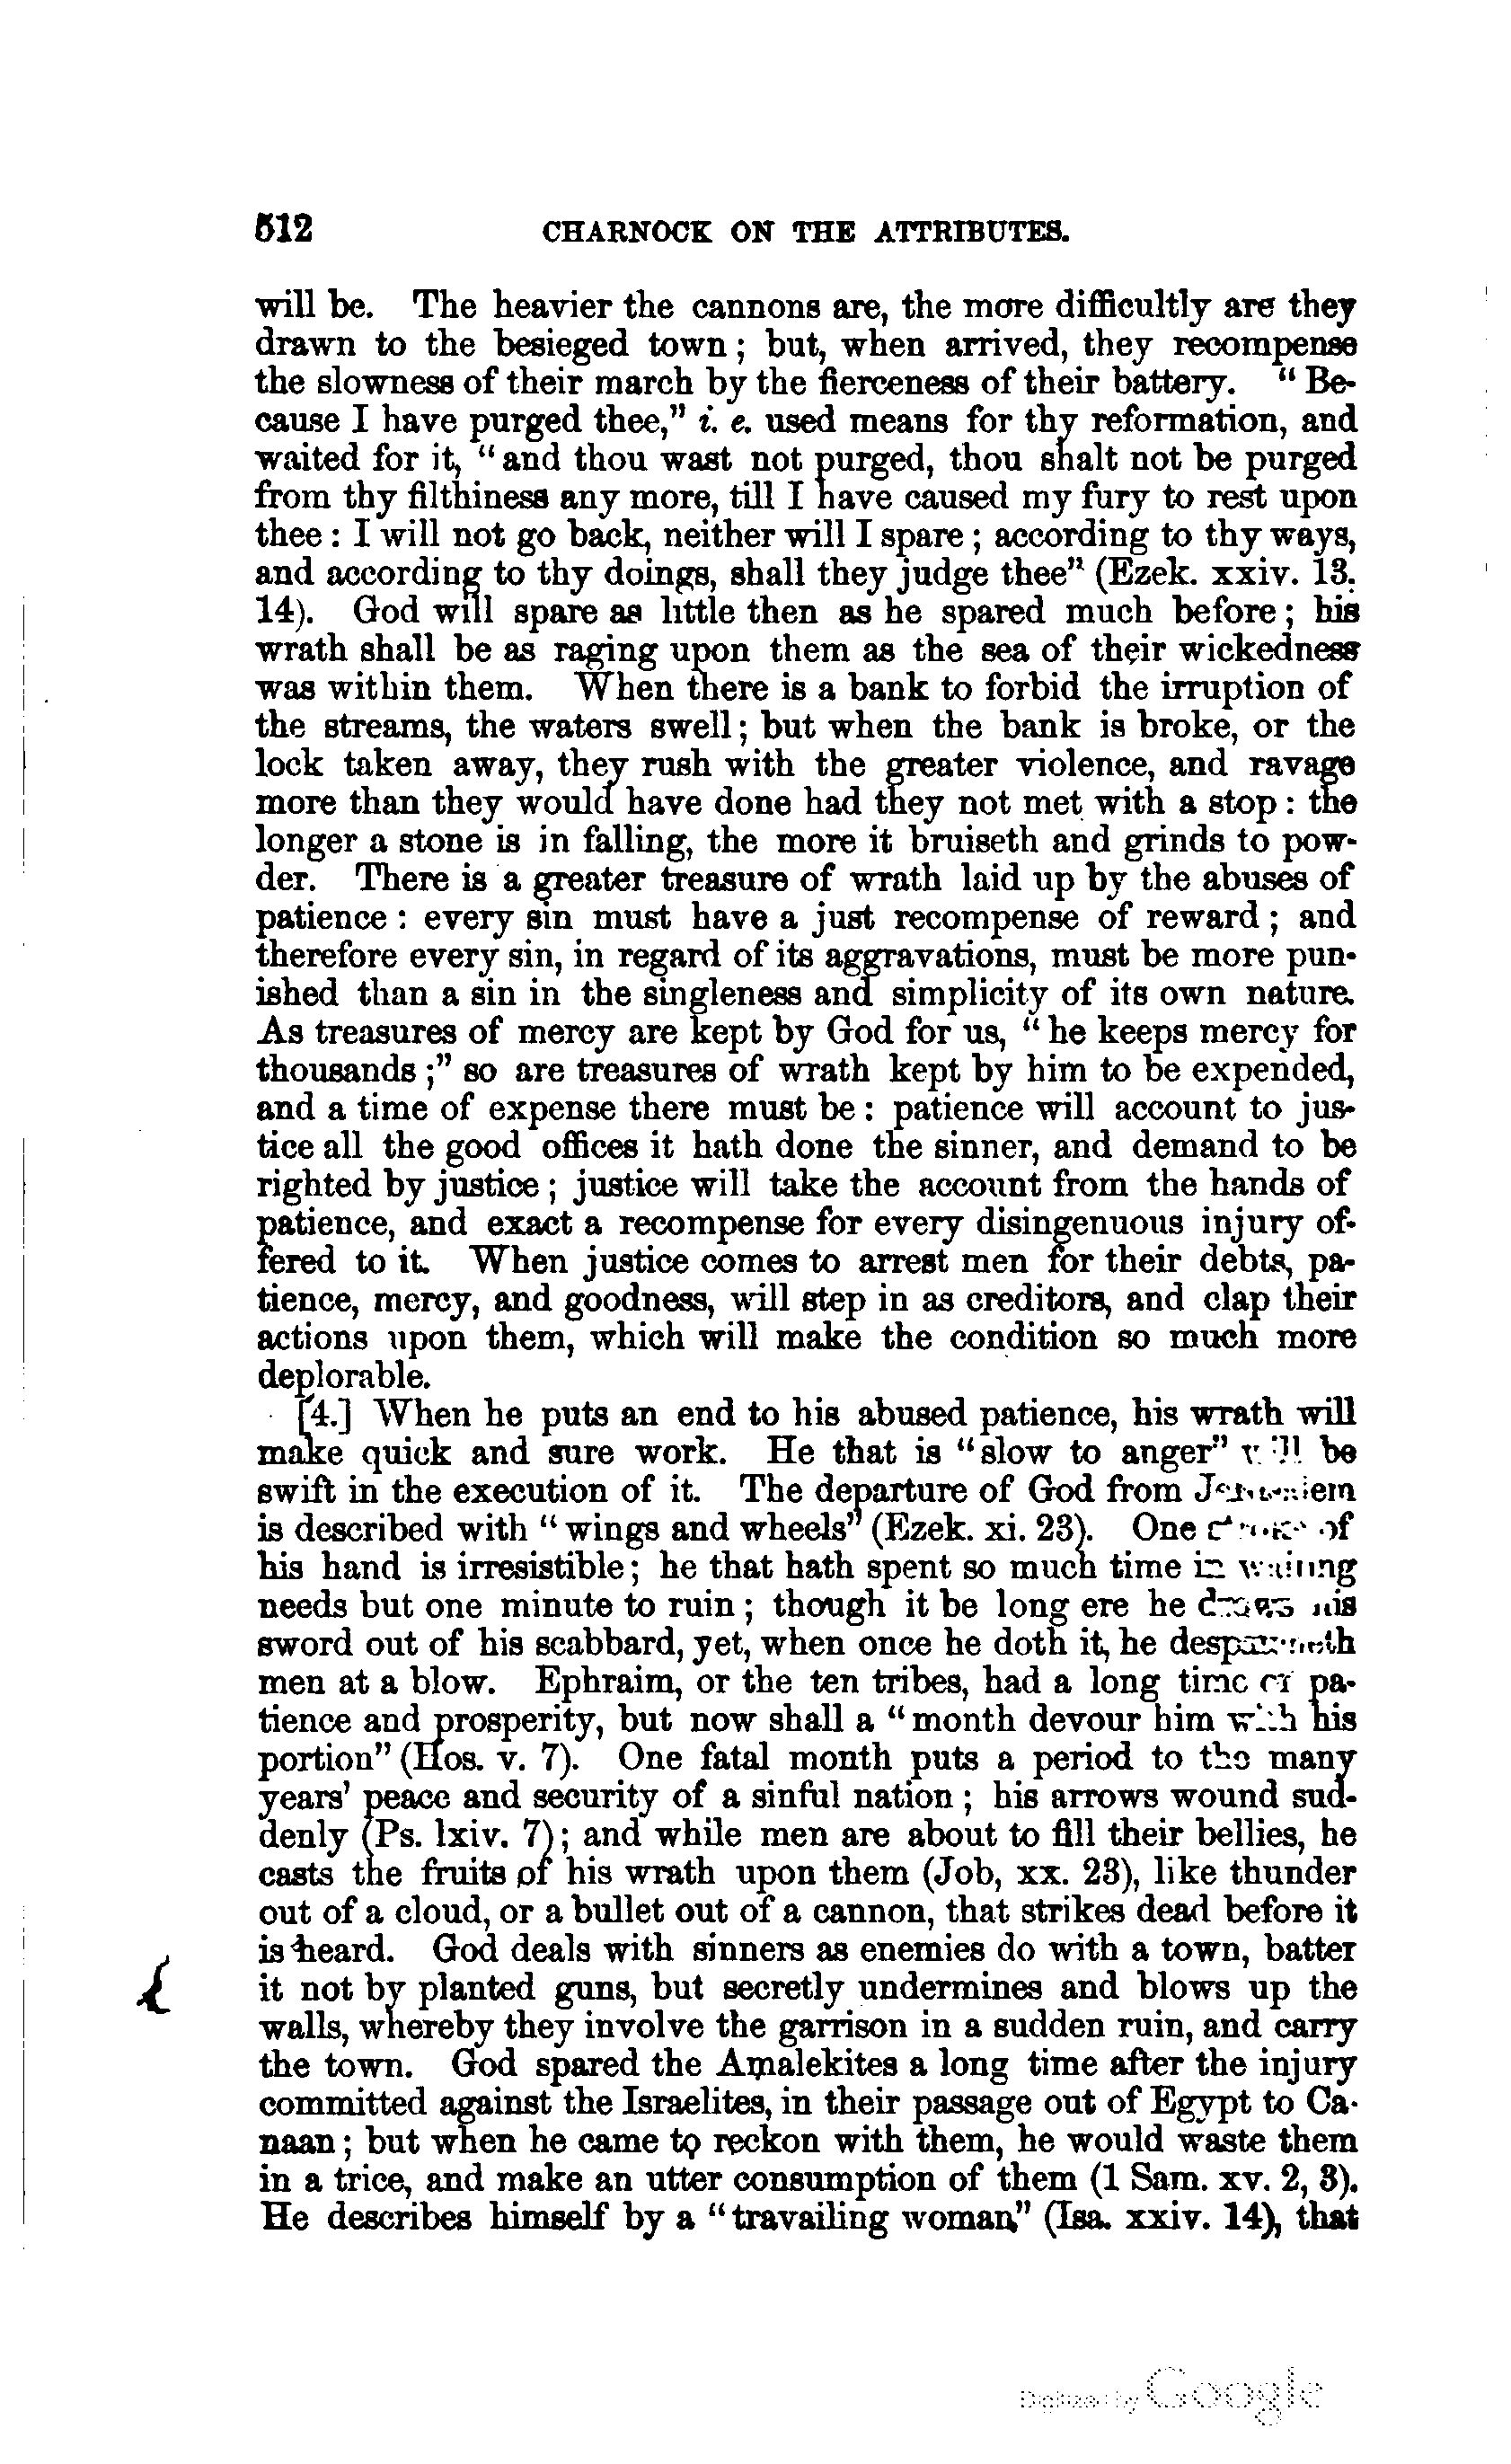 512 CHARNOCK ON THE ATTRIBUTES.
will be. The heavier the cannons are, the more difficultly are they
drawn to the besieged town; but, when arrived, they recompense
the slowness of their march by the fierceness of their battery. “Be-
cause I have purged thee,” i. e. used means for thy reformation, and
waited for it, “and thou wast not purged, thou shalt not be purged
from thy filthiness any more, till I have caused my fury to rest upon
thee: I will not go back, neither will I spare; according to thy ways,
and according to thy doings, shall they judge thee” (Ezek. xxiv. 13.
14). God will spare as little then as he spared much before; his
wrath shall be as raging upon them as the sea of their wickedness
was within them. When there is a bank to forbid the irruption of
the streams, the waters swell; but when the bank is broke, or the
lock taken away, they rush with the greater violence, and ravage
more than they would have done had they not met with a stop: the
longer a stone is in falling, the more it bruiseth and grinds to pow-
der. There is a greater treasure of wrath laid up by the abuses of
patience: every sin must have a just recompense of reward; and
therefore every sin, in regard of its aggravations, must be more pun-
ished than a sin in the singleness and simplicity of its own nature.
As treasures of mercy are kept by God for us, “he keeps mercy for
thousands;” so are treasures of wrath kept by him to be expended,
and a time of expense there must be: patience will account to jus-
tice all the good offices it hath done the sinner, and demand to be
righted by justice; justice will take the account from the hands of
patience, and exact a recompense for every disingenuous injury of-
fered to it. When justice comes to arrest men for their debts, pa-
tience, mercy, and goodness, will step in as creditors, and clap their
actions upon them, which will make the condition so much more
deplorable.
[4.] When he puts an end to his abused patience, his wrath will
make quick and sure work. He that is “slow to anger” will be
swift in the execution of it. The departure of God from
is described with “wings and wheels” (Ezek. xi. 23). One of
his hand is irresistible; he that hath spent so much time in waiting
needs but one minute to ruin; though it be long ere he draws his
sword out of his scabbard, yet, when once he doth it, he
men at a blow. Ephraim, or the ten tribes, had a long time of pa-
tience and prosperity, but now shall a “month devour him with his
portion” (Hos. v. 7). One fatal month puts a period to the many
years’ peace and security of a sinful nation; his arrows wound sud-
denly (Ps. lxiv. 7); and while men are about to fill their bellies, he
casts the fruits of his wrath upon them (Job, xx. 23), like thunder
out of a cloud, or a bullet out of a cannon, that strikes dead before it
is heard. God deals with sinners as enemies do with a town, batter
it not by planted guns, but secretly undermines and blows up the
walls, whereby they involve the garrison in a sudden ruin, and carry
the town. God spared the Amalekites a long time after the injury
committed against the Israelites, in their passage out of Egypt to Ca-
naan; but when he came to reckon with them, he would waste them
in a trice, and make an utter consumption of them (1 Sam. xv. 2, 3).
He describes himself by a “travailing woman” (Isa. xxiv. 14), that
Digitized by Google